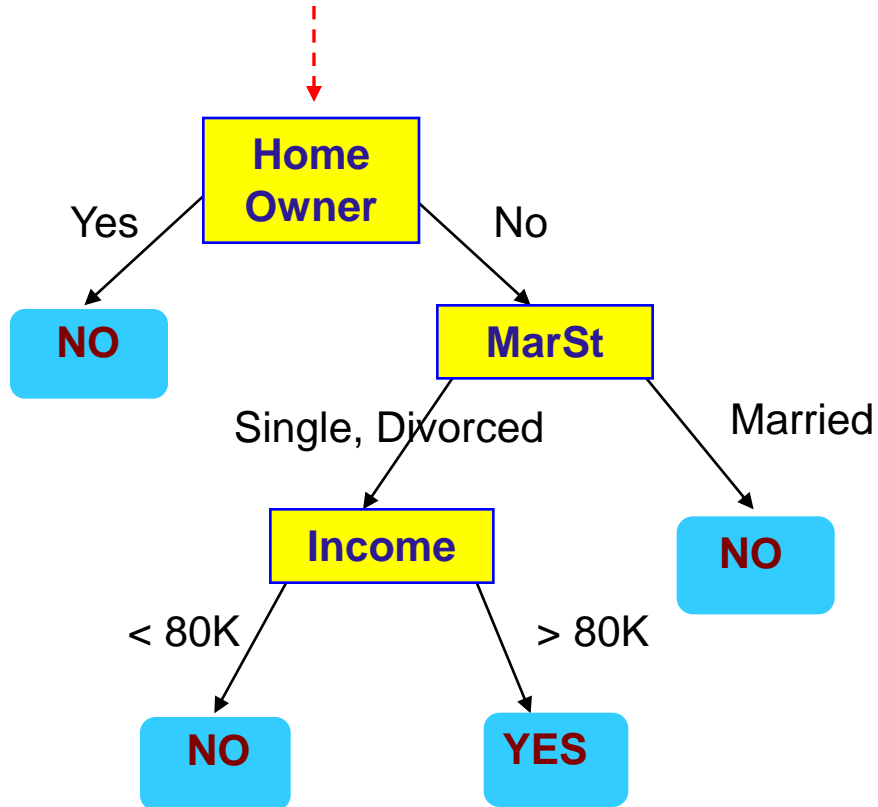 Home
Owner
Yes
No
NO
MarSt
Single, Divorced
Married
Income
NO
< 80K
> 80K
NO
YES